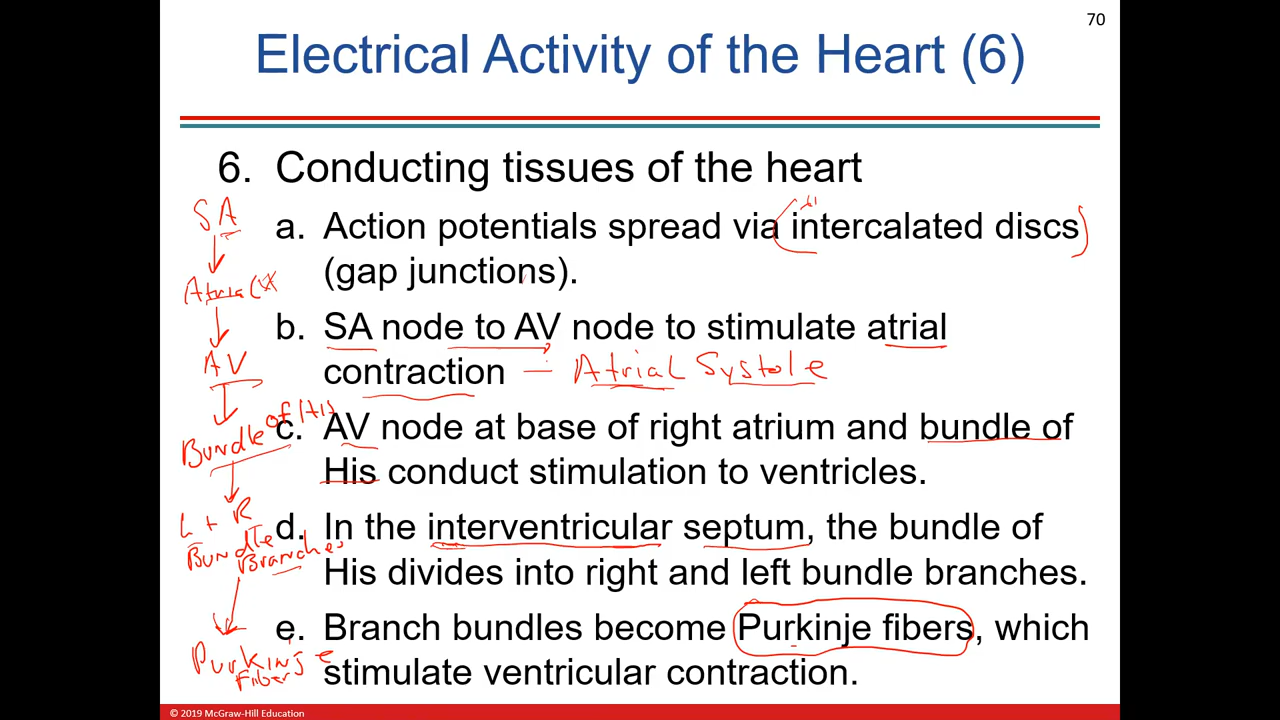 70
Electrical Activity of the Heart (6)
6. Conducting tissues of the heart
a. Action potentials spread via intercalated discs
(gap junctions).
b. SA node to AV node to stimulate atrial
contraction – Atrial Systole
c. AV node at base of right atrium and bundle of
His conduct stimulation to ventricles.
d. In the interventricular septum, the bundle of
His divides into right and left bundle branches.
e. Branch bundles become Purkinje fibers, which
stimulate ventricular contraction.
SA
Atria
AV
Bundle of
L + R
Bundle
Branches
Purkinje
Fibers
© 2019 McGraw-Hill Education